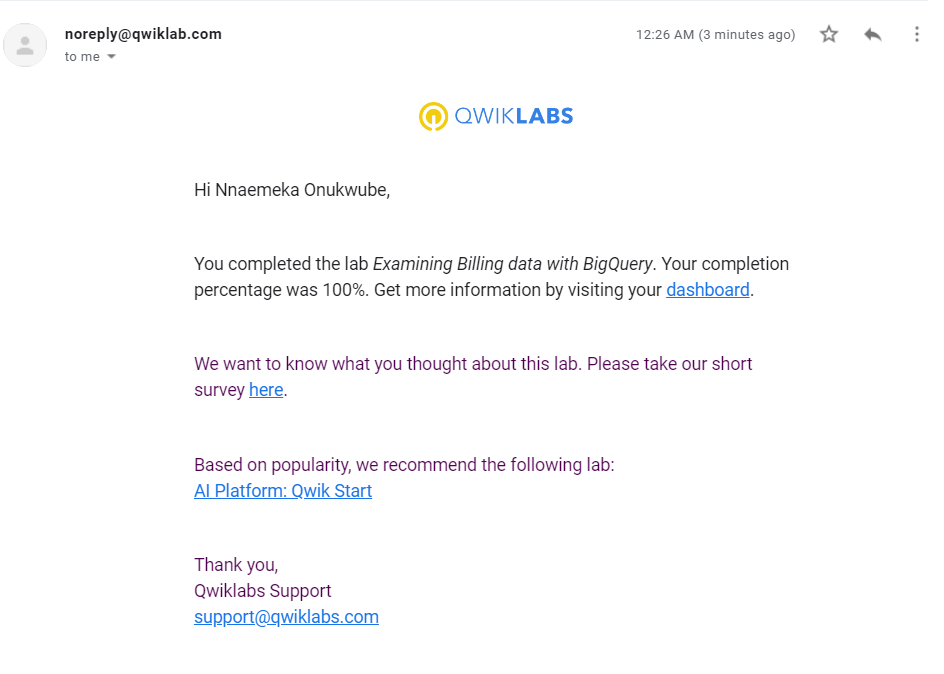 noreply@qwiklab.com
12:26 AM (3 minutes ago)
to me
QWIKLABS
Hi Nnaemeka Onukwube,
You completed the lab Examining Billing data with BigQuery. Your completion
percentage was 100%. Get more information by visiting your dashboard.
We want to know what you thought about this lab. Please take our short
survey here.
Based on popularity, we recommend the following lab:
AI Platform: Qwik Start
Thank you,
Qwiklabs Support
support@qwiklabs.com